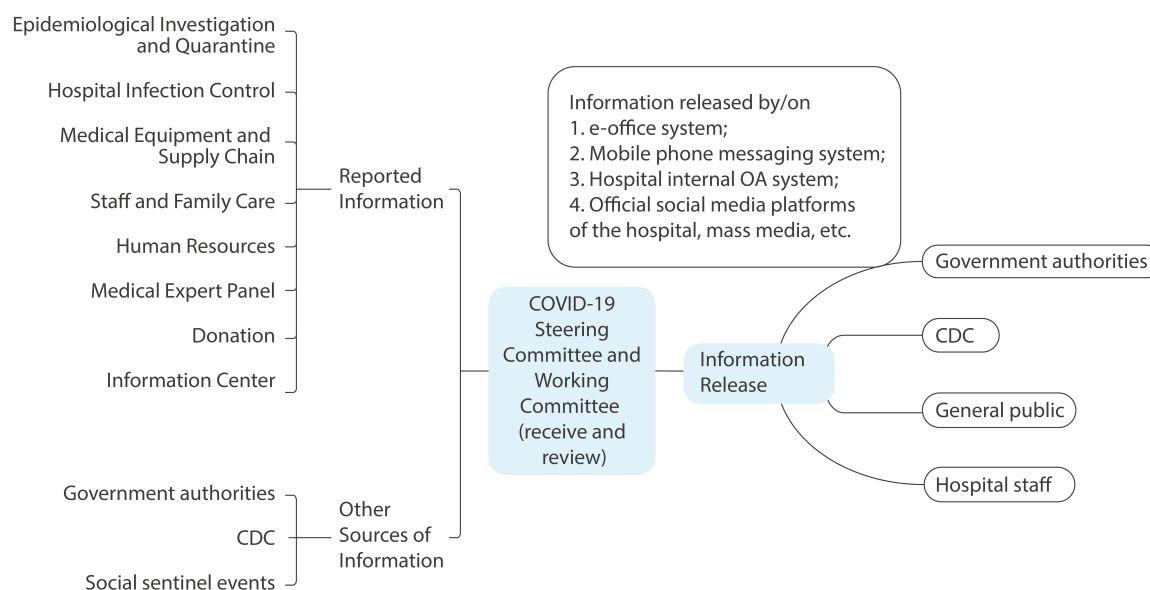 Epidemiological Investigation
and Quarantine
Hospital Infection Control
Medical Equipment and
Supply Chain
Staff and Family Care
Human Resources
Medical Expert Panel
Donation
Information Center
Reported
Information
Government authorities
CDC
Social sentinel events
Other
Sources of
Information
COVID-19
Steering
Committee and
Working
Committee
(receive and
review)
Information released by/on
1. e-office system;
2. Mobile phone messaging system;
3. Hospital internal OA system;
4. Official social media platforms
of the hospital, mass media, etc.
Information
Release
Government authorities
CDC
General public
Hospital staff